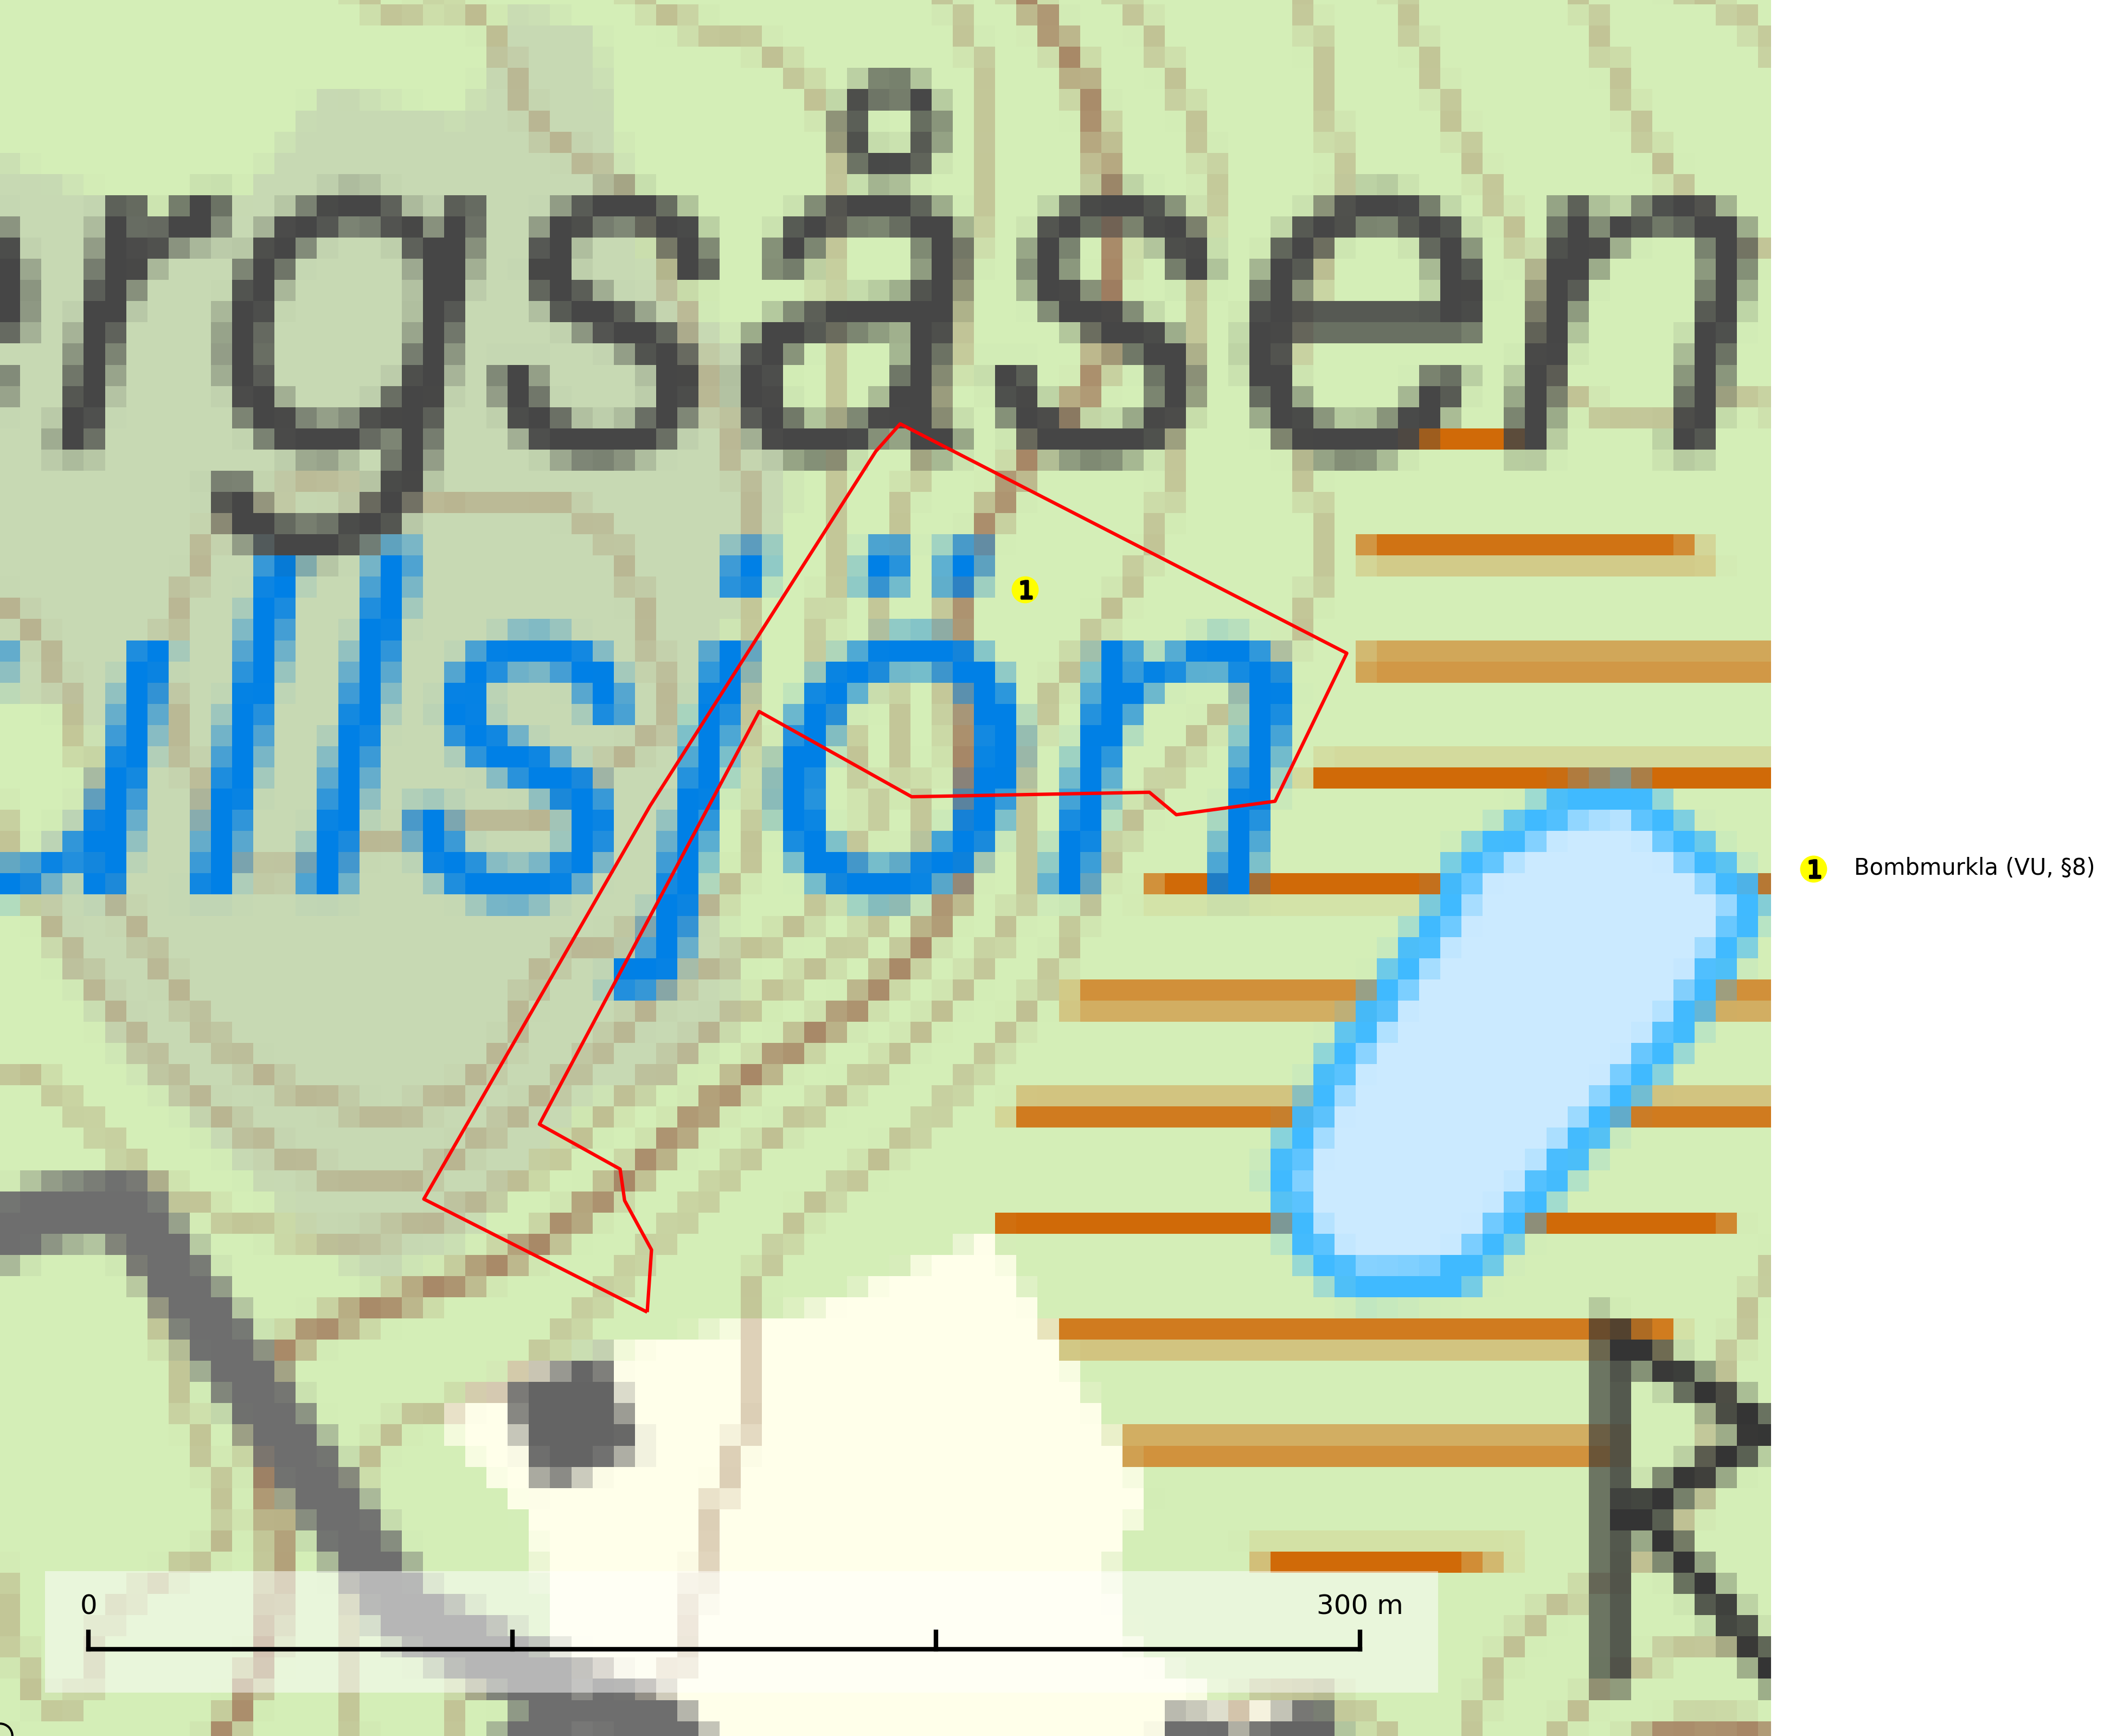 rgsåsen
llsjön
1
1 Bombmurkla (VU, §8)
R
0 300 m